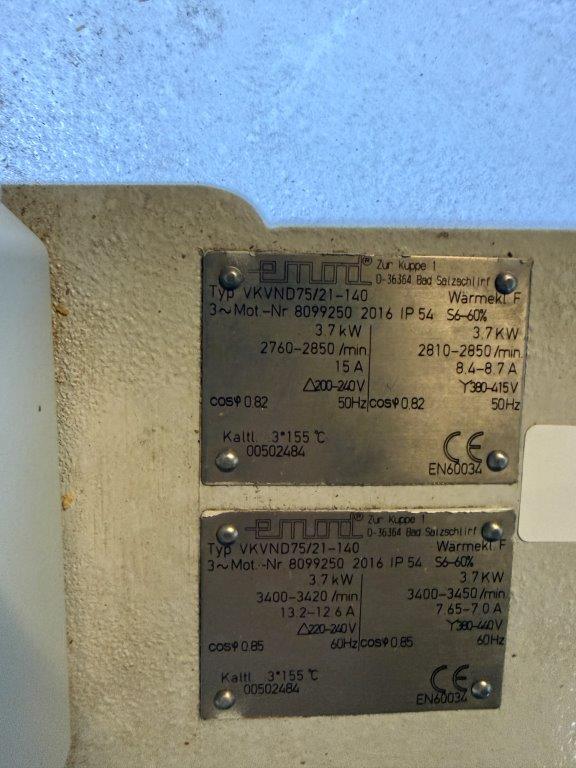 emod® Zur Kuppe 1
D-36364 Bad Salzschlirf
Typ VKVND75/21-140 Wärmekl. F
3~Mot.-Nr 8099250 2016 IP 54 S6-60%
3.7 kW 3.7 KW
2760-2850 /min 2810-2850/min
15 A 8.4-8.7 A
△200-240V Y380-415V
cosφ 0.82 50Hz cosφ 0.82 50Hz
Kaltl. 3*155 °C
00502484 CE
EN60034
emod® Zur Kuppe 1
D-36364 Bad Salzschlirf
Typ VKVND75/21-140 Wärmekl. F
3~Mot.-Nr 8099250 2016 IP 54 S6-60%
3.7 kW 3.7 KW
3400-3420/min 3400-3450/min
13.2-12.6 A 7.65-7.0 A
△220-240V Y380-440V
cosφ 0.85 60Hz cosφ 0.85 60Hz
Kaltl. 3*155 °C
00502484 CE
EN60034